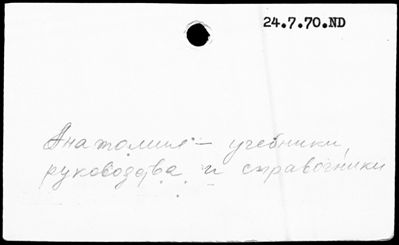 24.7.70.ND
Анатомия – учебники,
руководства и справочники